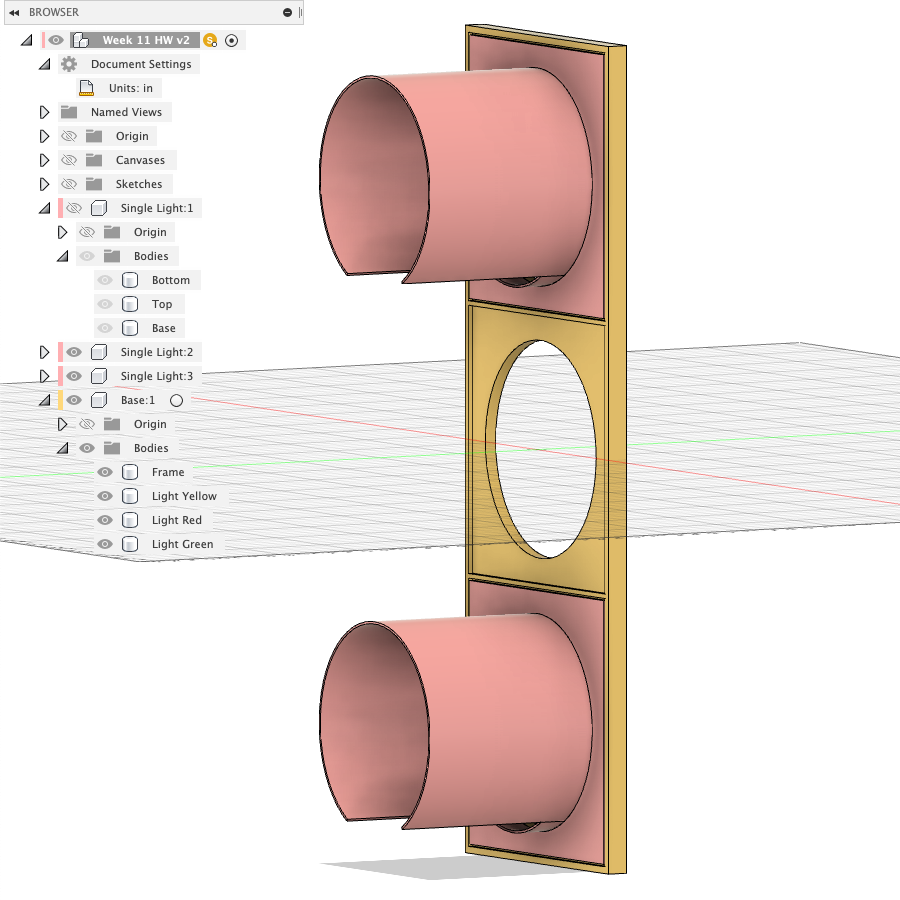 BROWSER
Week 11 HW v2
S
Document Settings
Units: in
Named Views
Origin
Canvases
Sketches
Single Light:1
Origin
Bodies
Bottom
Top
Base
Single Light:2
Single Light:3
Base:1
Origin
Bodies
Frame
Light Yellow
Light Red
Light Green